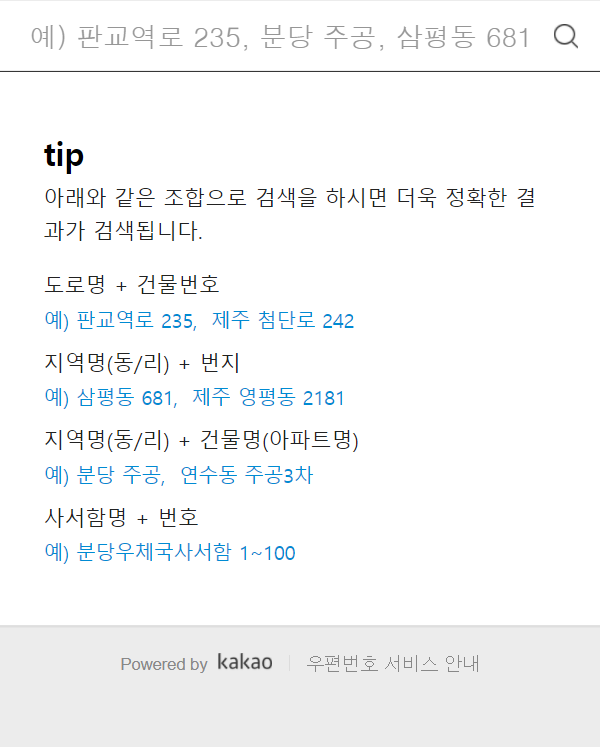 예) 판교역로 235, 분당 주공, 삼평동 681
tip
아래와 같은 조합으로 검색을 하시면 더욱 정확한 결
과가 검색됩니다.
도로명 + 건물번호
예) 판교역로 235, 제주 첨단로 242
지역명(동/리) + 번지
예) 삼평동 681, 제주 영평동 2181
지역명(동/리) + 건물명(아파트명)
예) 분당 주공, 연수동 주공3차
사서함명 + 번호
예) 분당우체국사서함 1~100
Powered by kakao 우편번호 서비스 안내